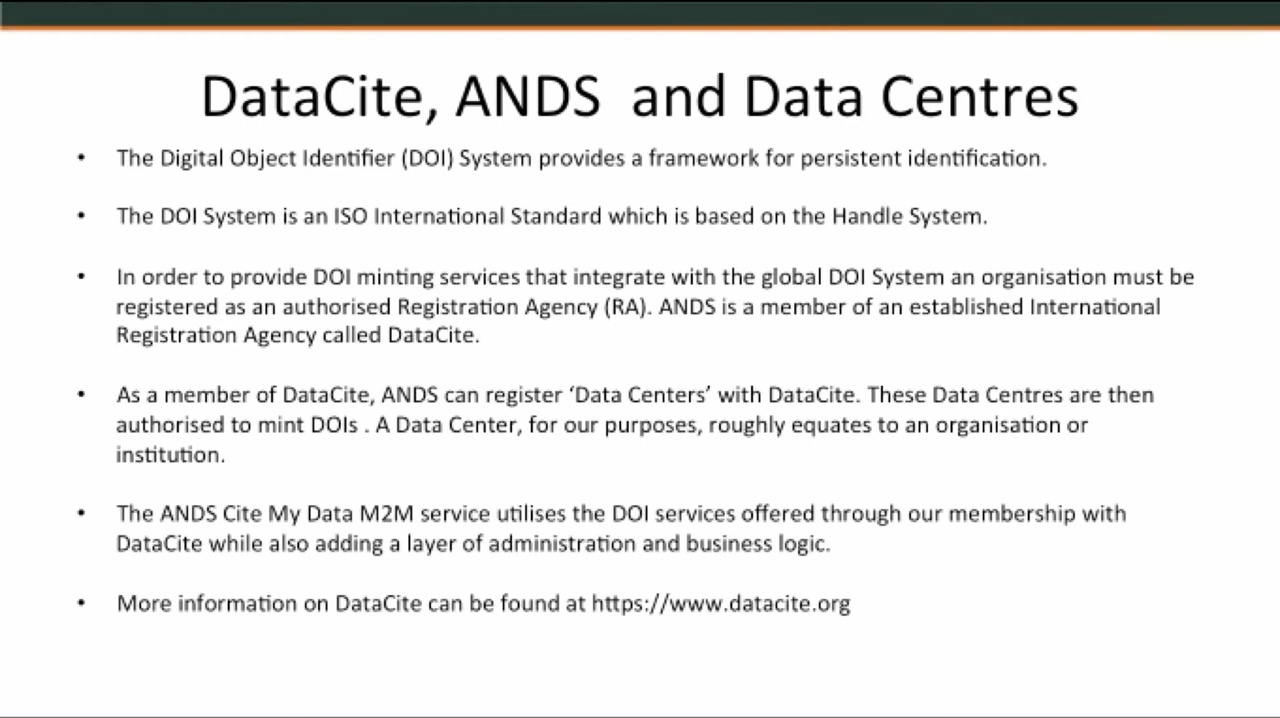 DataCite, ANDS  and Data Centres
• The Digital Object Identifier (DOI) System provides a framework for persistent identification.
• The DOI System is an ISO International Standard which is based on the Handle System.
• In order to provide DOI minting services that integrate with the global DOI System an organisation must be
registered as an authorised Registration Agency (RA). ANDS is a member of an established International
Registration Agency called DataCite.
• As a member of DataCite, ANDS can register ‘Data Centers’ with DataCite. These Data Centres are then
authorised to mint DOIs . A Data Center, for our purposes, roughly equates to an organisation or
institution.
• The ANDS Cite My Data M2M service utilises the DOI services offered through our membership with
DataCite while also adding a layer of administration and business logic.
• More information on DataCite can be found at https://www.datacite.org